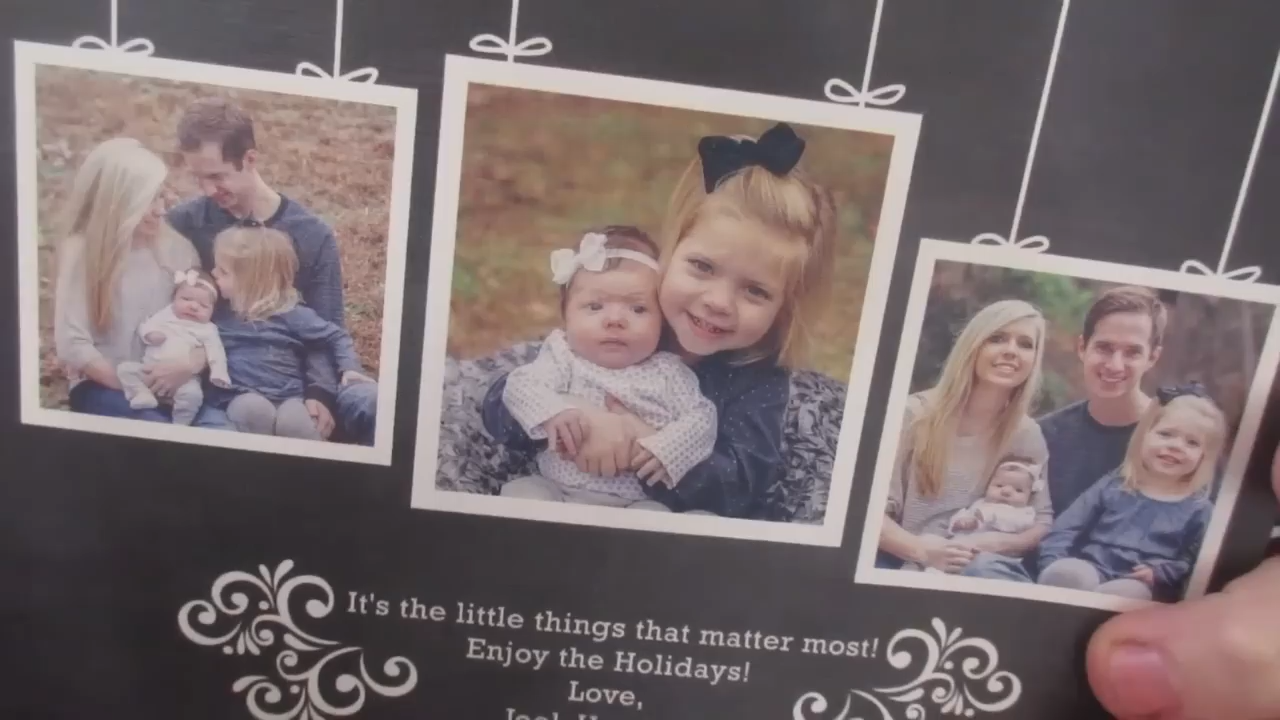 It's the little things that matter most!
Enjoy the Holidays!
Love,